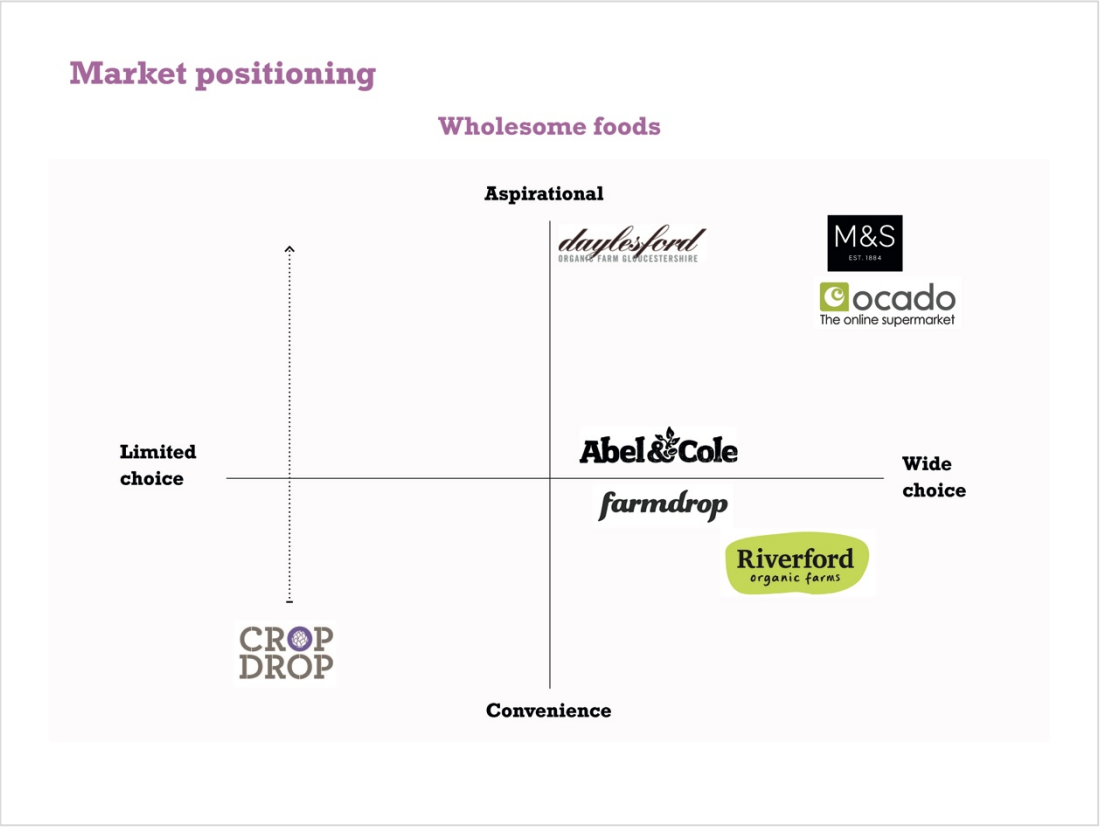 Market positioning
Wholesome foods
Aspirational
daylesford
ORGANIC FARM GLOUCESTERSHIRE
M&S
EST. 1884
ocado
The online supermarket
Limited
choice
Abel & Cole
Wide
choice
farmdrop
Riverford
organic farms
CROP
DROP
Convenience